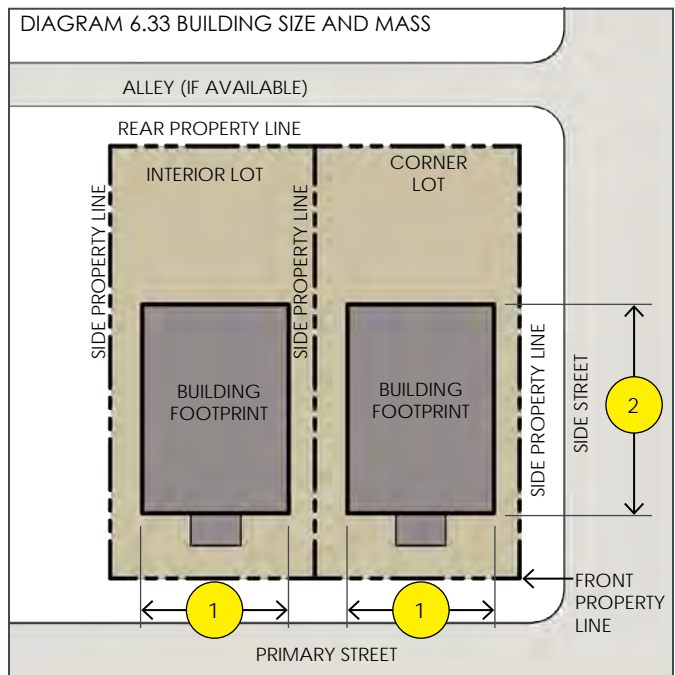 DIAGRAM 6.33 BUILDING SIZE AND MASS
ALLEY (IF AVAILABLE)
REAR PROPERTY LINE
INTERIOR LOT
CORNER
LOT
SIDE PROPERTY LINE
SIDE PROPERTY LINE
SIDE PROPERTY LINE
SIDE STREET
BUILDING
FOOTPRINT
BUILDING
FOOTPRINT
2
1
1
FRONT
PROPERTY
LINE
PRIMARY STREET